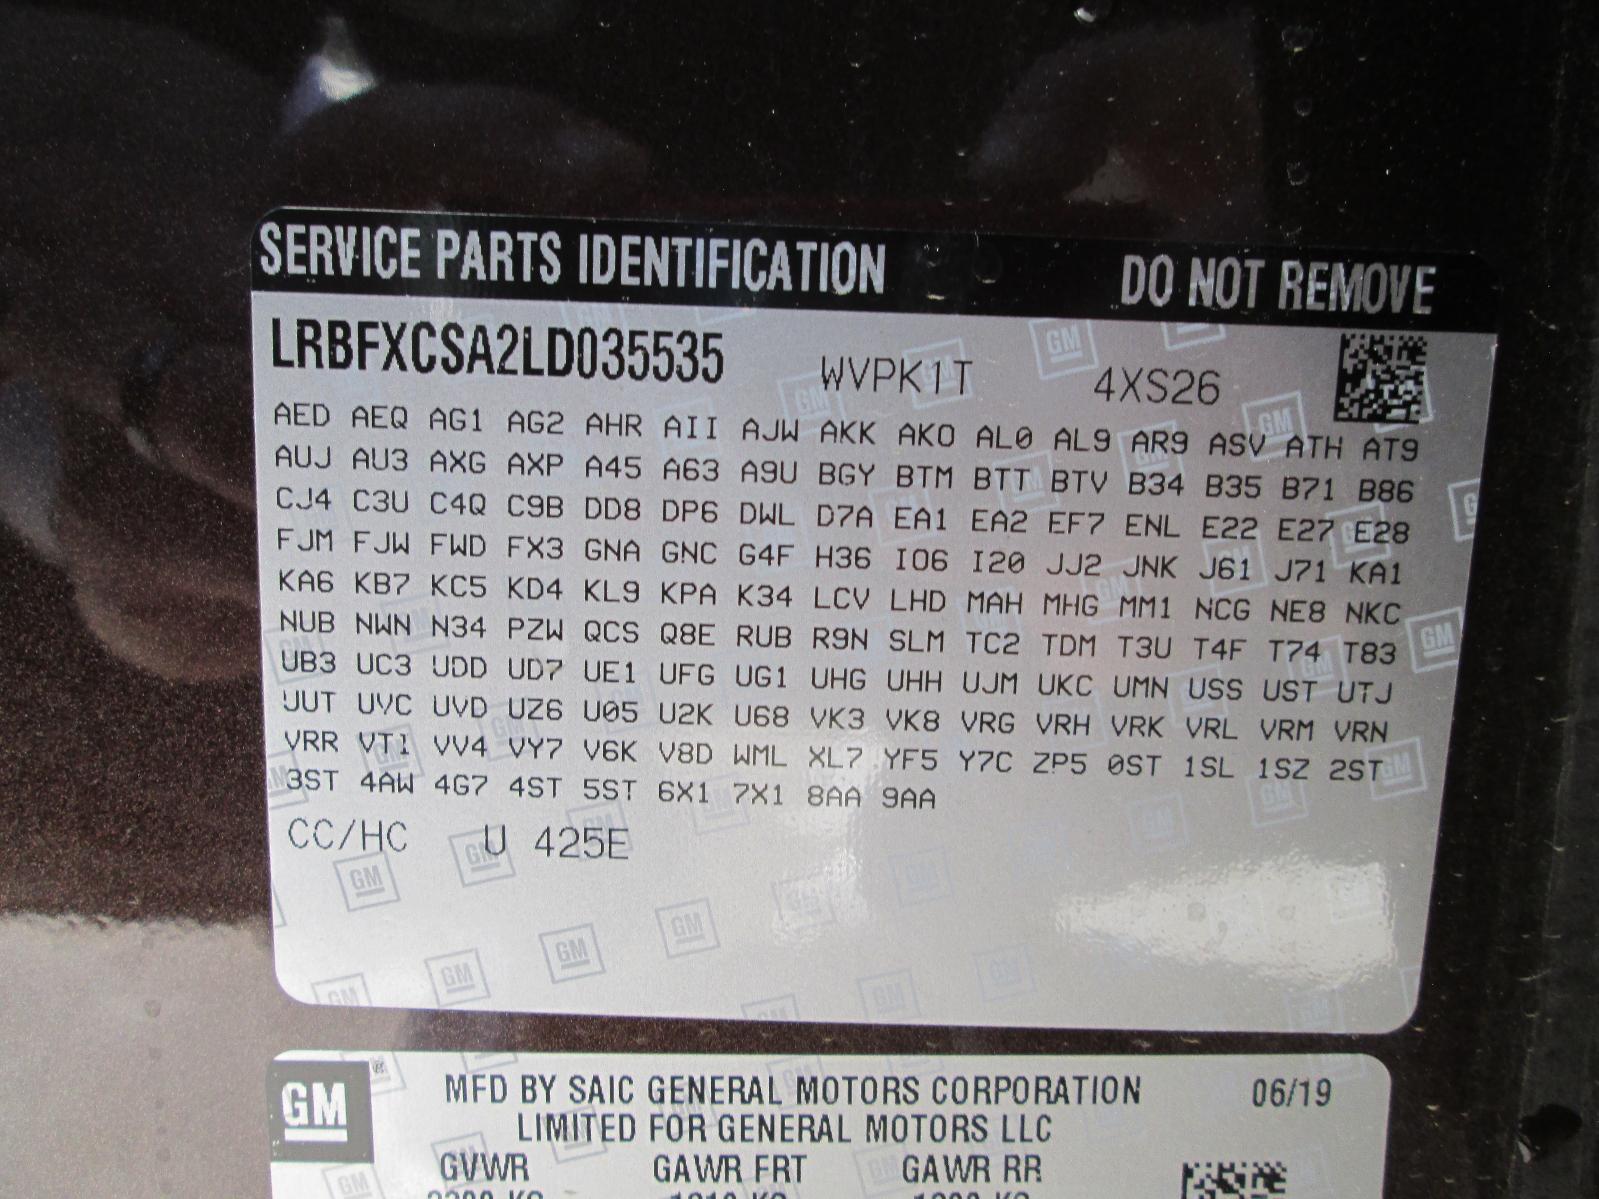 SERVICE PARTS IDENTIFICATION DO NOT REMOVE
LRBFXCSA2LD035535 WVPK1T 4XS26
AED AEQ AG1 AG2 AHR AII AJW AKK AKO AL0 AL9 AR9 ASV ATH AT9
AUJ AU3 AXG AXP A45 A63 A9U BGY BTM BTT BTV B34 B35 B71 B86
CJ4 C3U C4Q C9B DD8 DP6 DWL D7A EA1 EA2 EF7 ENL E22 E27 E28
FJM FJW FWD FX3 GNA GNC G4F H36 IO6 I20 JJ2 JNK J61 J71 KA1
KA6 KB7 KC5 KD4 KL9 KPA K34 LCV LHD MAH MHG MM1 NCG NE8 NKC
NUB NWN N34 PZW QCS Q8E RUB R9N SLM TC2 TDM T3U T4F T74 T83
UB3 UC3 UDD UD7 UE1 UFG UG1 UHG UHH UJM UKC UMN USS UST UTJ
UUT UVC UVD UZ6 U05 U2K U68 VK3 VK8 VRG VRH VRK VRL VRM VRN
VRR VT1 VV4 VY7 V6K V8D WML XL7 YF5 Y7C ZP5 0ST 1SL 1SZ 2ST
3ST 4AW 4G7 4ST 5ST 6X1 7X1 8AA 9AA
CC/HC U 425E
GM MFD BY SAIC GENERAL MOTORS CORPORATION 06/19
LIMITED FOR GENERAL MOTORS LLC
GVWR GAWR FRT GAWR RR